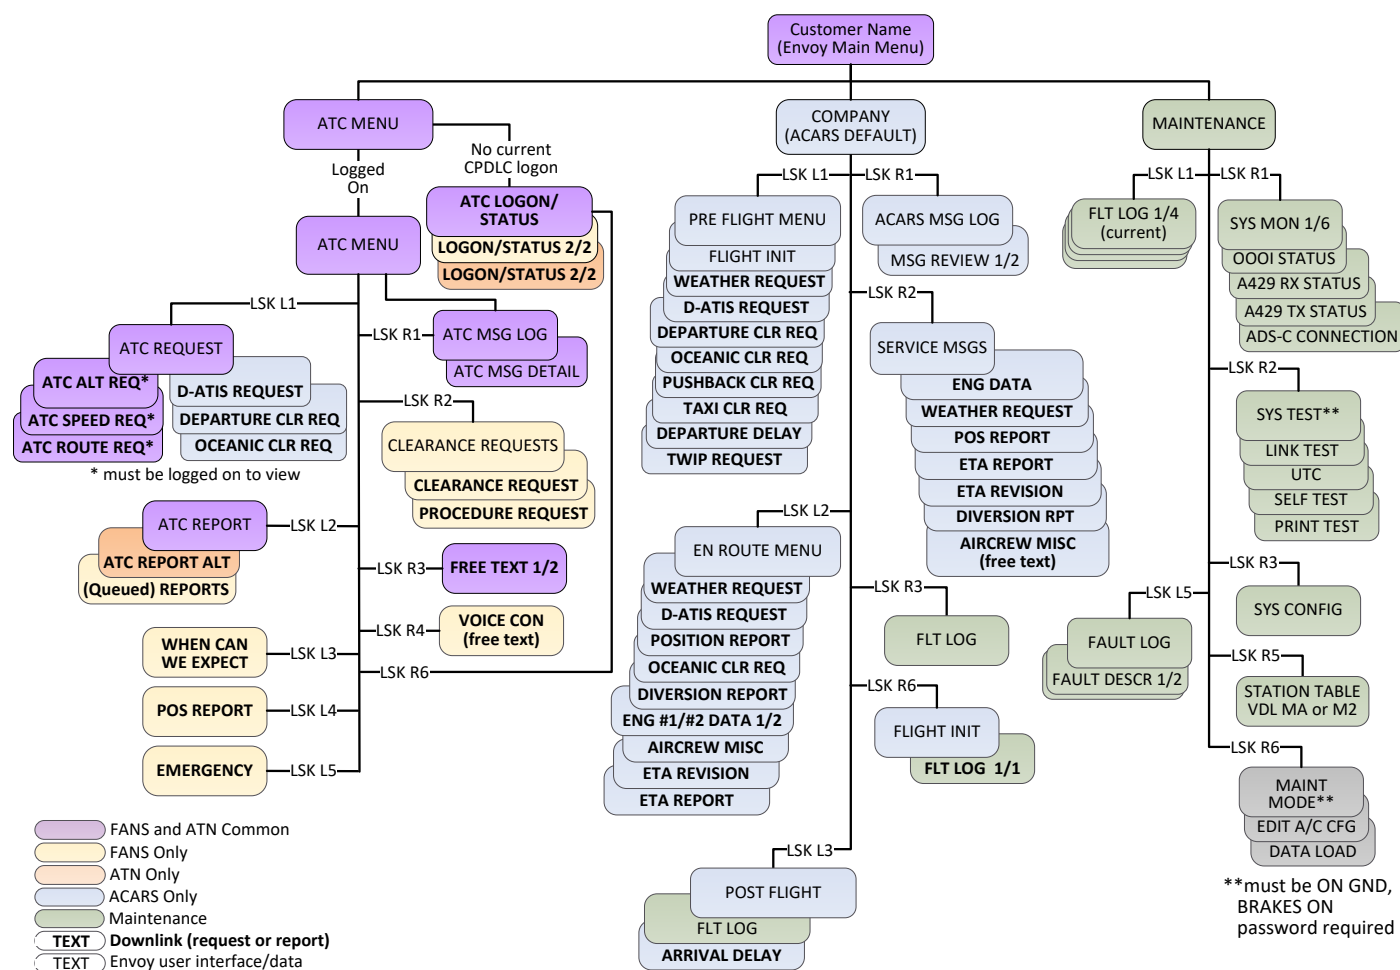 Customer Name
(Envoy Main Menu)
ATC MENU
No current
CPDLC logon
Logged
On
ATC LOGON/
STATUS
LOGON/STATUS 2/2
LOGON/STATUS 2/2
ATC MENU
LSK L1
ATC REQUEST
ATC ALT REQ*
ATC SPEED REQ*
ATC ROUTE REQ*
D-ATIS REQUEST
DEPARTURE CLR REQ
OCEANIC CLR REQ
* must be logged on to view
LSK R1
ATC MSG LOG
ATC MSG DETAIL
LSK R2
CLEARANCE REQUESTS
CLEARANCE REQUEST
PROCEDURE REQUEST
ATC REPORT
LSK L2
ATC REPORT ALT
(Queued) REPORTS
LSK R3
FREE TEXT 1/2
LSK R4
VOICE CON
(free text)
WHEN CAN
WE EXPECT
LSK L3
LSK R6
POS REPORT
LSK L4
EMERGENCY
LSK L5
COMPANY
(ACARS DEFAULT)
LSK L1
LSK R1
PRE FLIGHT MENU
FLIGHT INIT
WEATHER REQUEST
D-ATIS REQUEST
DEPARTURE CLR REQ
OCEANIC CLR REQ
PUSHBACK CLR REQ
TAXI CLR REQ
DEPARTURE DELAY
TWIP REQUEST
ACARS MSG LOG
MSG REVIEW 1/2
LSK R2
SERVICE MSGS
ENG DATA
WEATHER REQUEST
POS REPORT
ETA REPORT
ETA REVISION
DIVERSION RPT
AIRCREW MISC
(free text)
LSK L2
EN ROUTE MENU
WEATHER REQUEST
D-ATIS REQUEST
POSITION REPORT
OCEANIC CLR REQ
DIVERSION REPORT
ENG #1/#2 DATA 1/2
AIRCREW MISC
ETA REVISION
ETA REPORT
LSK R3
FLT LOG
LSK R6
FLIGHT INIT
FLT LOG 1/1
LSK L3
POST FLIGHT
FLT LOG
ARRIVAL DELAY
MAINTENANCE
LSK L1
LSK R1
FLT LOG 1/4
(current)
SYS MON 1/6
OOOI STATUS
A429 RX STATUS
A429 TX STATUS
ADS-C CONNECTION
LSK R2
SYS TEST**
LINK TEST
UTC
SELF TEST
PRINT TEST
LSK R3
SYS CONFIG
LSK L5
FAULT LOG
FAULT DESCR 1/2
LSK R5
STATION TABLE
VDL MA or M2
LSK R6
MAINT
MODE**
EDIT A/C CFG
DATA LOAD
**must be ON GND,
BRAKES ON
password required
FANS and ATN Common
FANS Only
ATN Only
ACARS Only
Maintenance
TEXT Downlink (request or report)
TEXT Envoy user interface/data